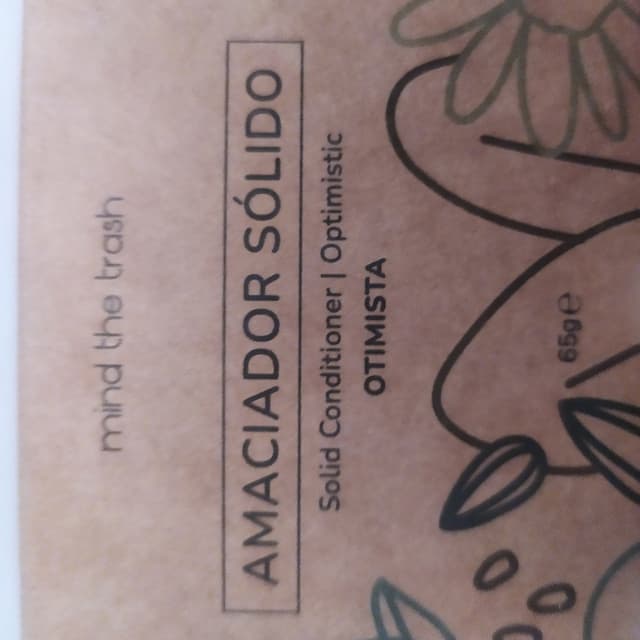 mind the trash
AMACIADOR SÓLIDO
Solid Conditioner | Optimistic
OTIMISTA
65g℮